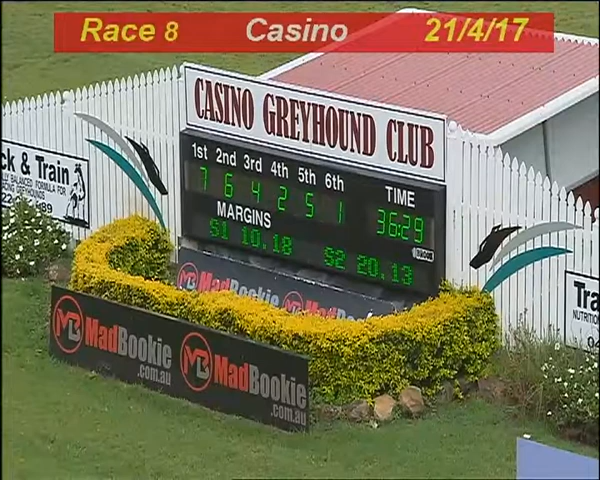 Race 8 Casino 21/4/17
CASINO GREYHOUND CLUB
1st 2nd 3rd 4th 5th 6th TIME
7 6 4 2 5 1 36:29
MARGINS
S1 10.18 S2 20.13
k & Train
MadBookie
MadBookie
.com.au
MadBookie
.com.au
Tra
NUTRITION